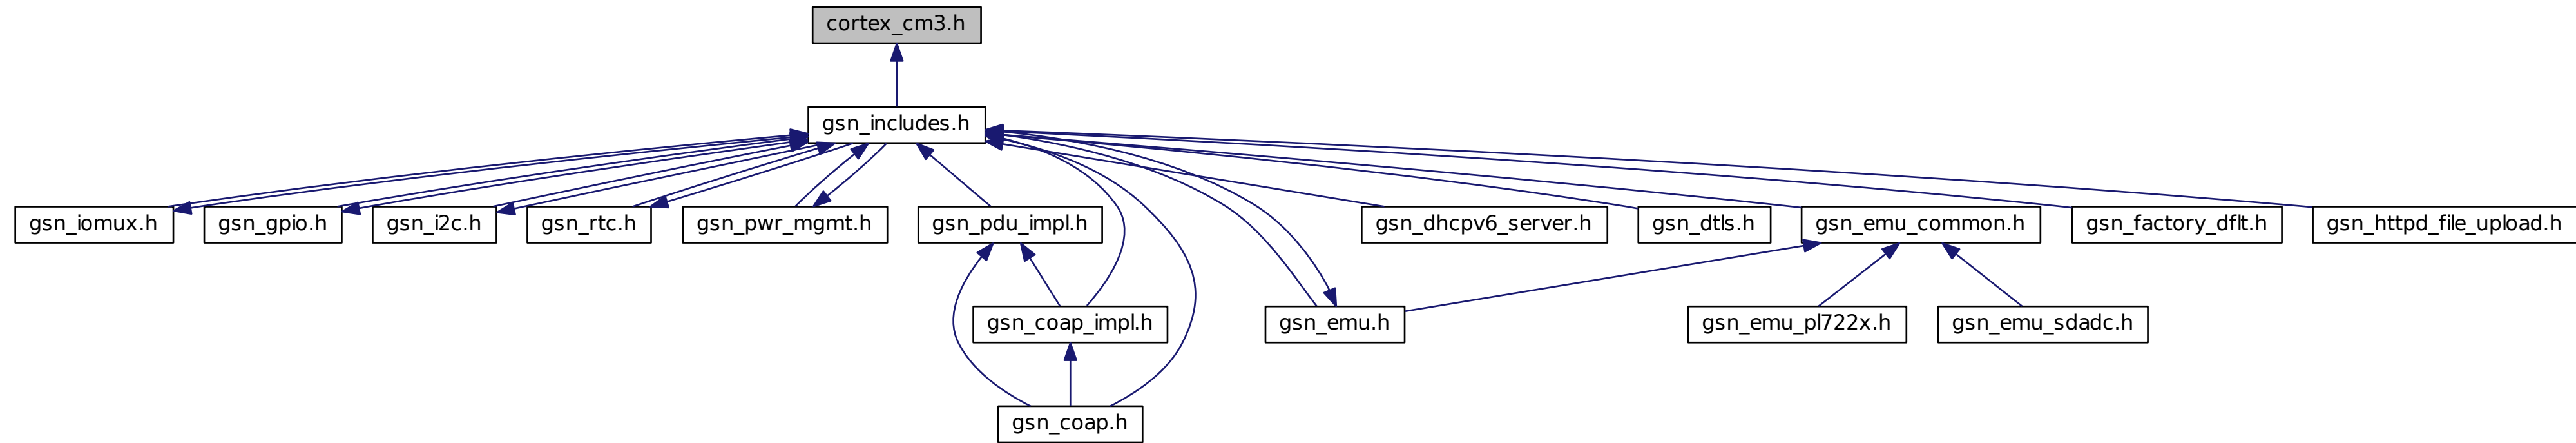 cortex_cm3.h
gsn_includes.h
gsn_iomux.h
gsn_gpio.h
gsn_i2c.h
gsn_rtc.h
gsn_pwr_mgmt.h
gsn_pdu_impl.h
gsn_dhcpv6_server.h
gsn_dtls.h
gsn_emu_common.h
gsn_factory_dflt.h
gsn_httpd_file_upload.h
gsn_coap_impl.h
gsn_emu.h
gsn_emu_pl722x.h
gsn_emu_sdadc.h
gsn_coap.h